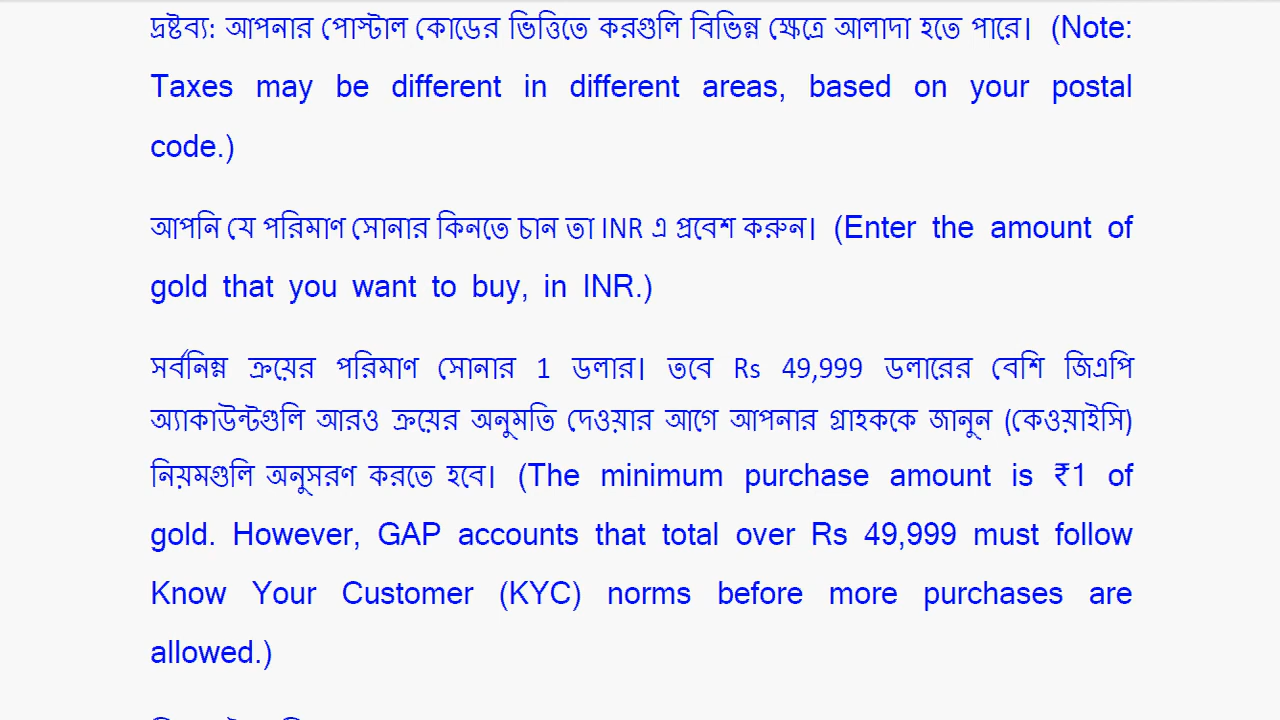 দ্রষ্টব্য: আপনার পোস্টাল কোডের ভিত্তিতে করগুলি বিভিন্ন ক্ষেত্রে আলাদা হতে পারে। (Note:
Taxes may be different in different areas, based on your postal
code.)
আপনি যে পরিমাণ সোনার কিনতে চান তা INR এ প্রবেশ করুন। (Enter the amount of
gold that you want to buy, in INR.)
সর্বনিম্ন ক্রয়ের পরিমাণ সোনার 1 ডলার। তবে Rs 49,999 ডলারের বেশি জিএপি
অ্যাকাউন্টগুলি আরও ক্রয়ের অনুমতি দেওয়ার আগে আপনার গ্রাহককে জানুন (কেওয়াইসি)
নিয়মগুলি অনুসরণ করতে হবে। (The minimum purchase amount is ₹1 of
gold. However, GAP accounts that total over Rs 49,999 must follow
Know Your Customer (KYC) norms before more purchases are
allowed.)